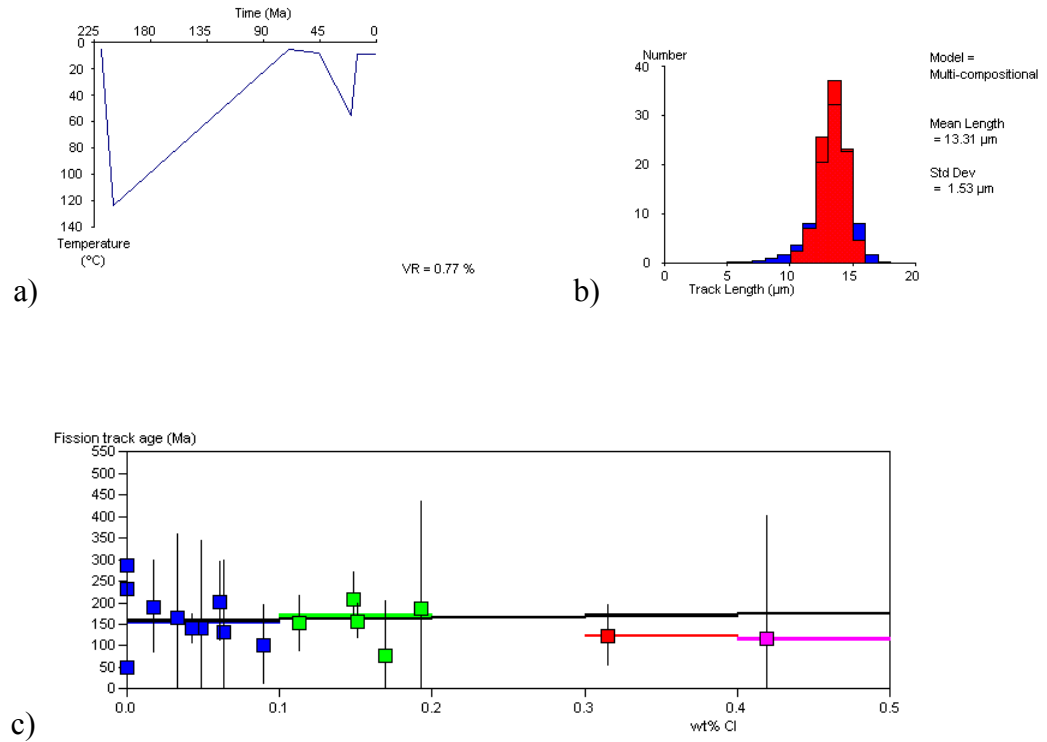 Time (Ma)
225 180 135 90 45 0
0
20
40
60
80
100
120
140
Temperature
(°C)
VR = 0.77 %
a)
Number
40
30
20
10
0
0 5 10 15 20
Track Length (µm)
Model =
Multi-compositional
Mean Length
= 13.31 µm
Std Dev
= 1.53 µm
b)
Fission track age (Ma)
550
500
450
400
350
300
250
200
150
100
50
0
0.0 0.1 0.2 0.3 0.4 0.5
wt% Cl
c)